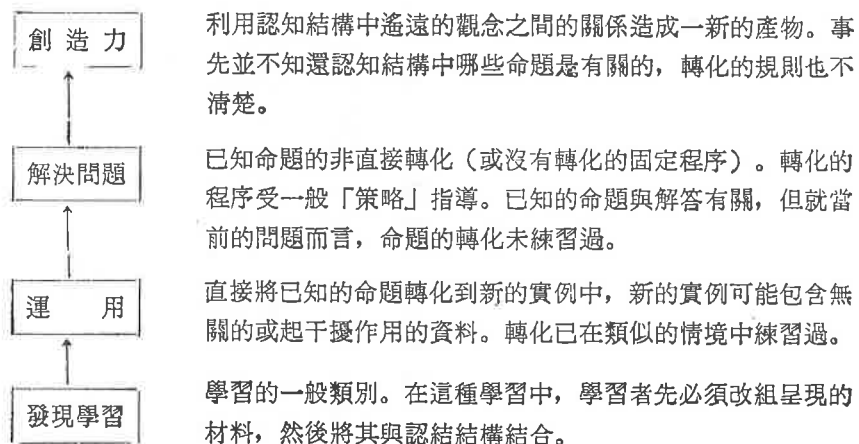 創造力
利用認知結構中遙遠的觀念之間的關係造成一新的產物。事
先並不知還認知結構中哪些命題是有關的，轉化的規則也不
清楚。
解決問題
已知命題的非直接轉化（或沒有轉化的固定程序）。轉化的
程序受一般「策略」指導。已知的命題與解答有關，但就當
前的問題而言，命題的轉化未練習過。
運用
直接將已知的命題轉化到新的實例中，新的實例可能包含無
關的或起干擾作用的資料。轉化已在類似的情境中練習過。
發現學習
學習的一般類別。在這種學習中，學習者先必須改組呈現的
材料，然後將其與認結結構結合。